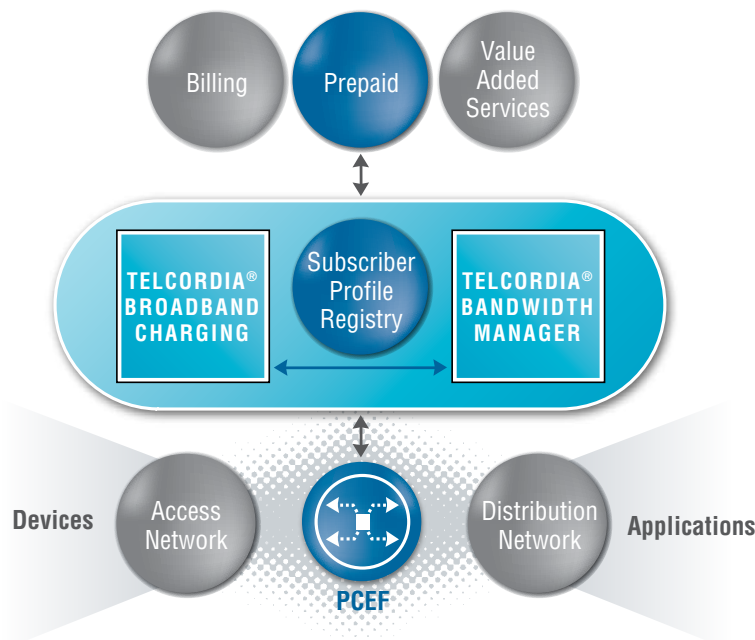 Billing
Prepaid
Value
Added
Services
TELCORDIA®
BROADBAND
CHARGING
Subscriber
Profile
Registry
TELCORDIA®
BANDWIDTH
MANAGER
Devices
Access
Network
PCEF
Distribution
Network
Applications